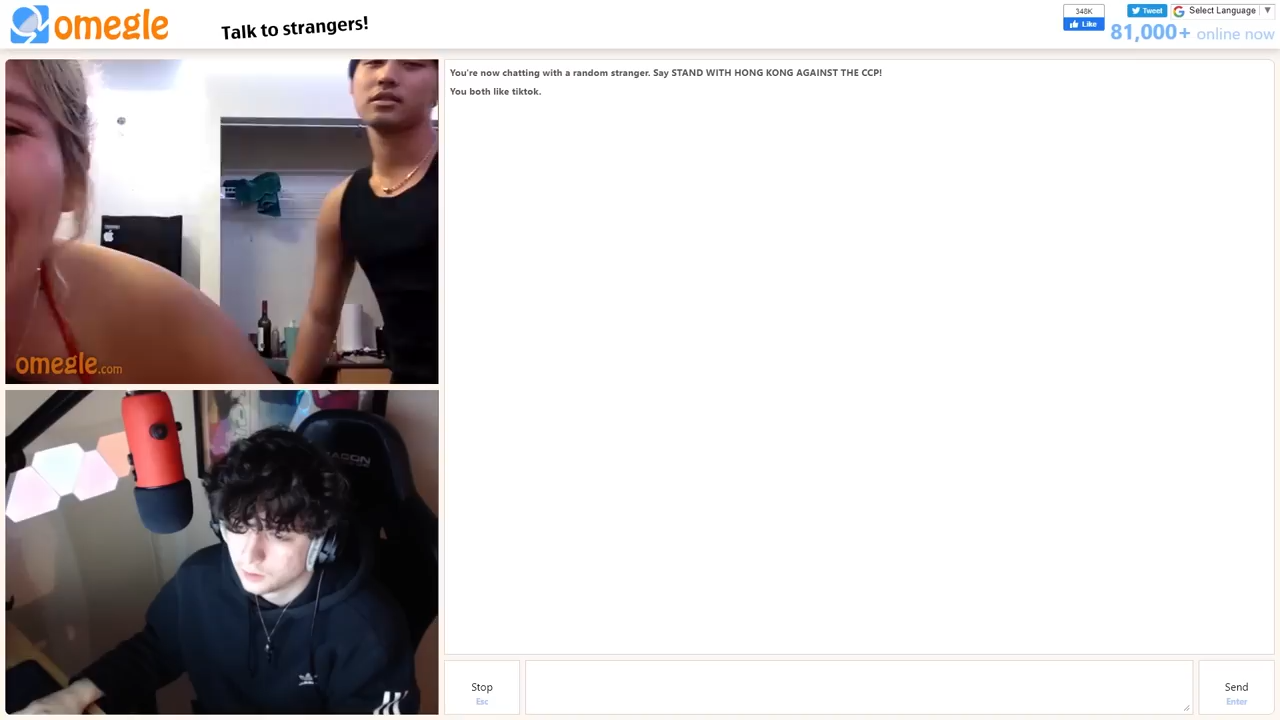 omegle
Talk to strangers!
348K
Like
Tweet
Select Language ▼
81,000+ online now
You're now chatting with a random stranger. Say STAND WITH HONG KONG AGAINST THE CCP!
You both like tiktok.
omegle.com
Stop
Esc
Send
Enter